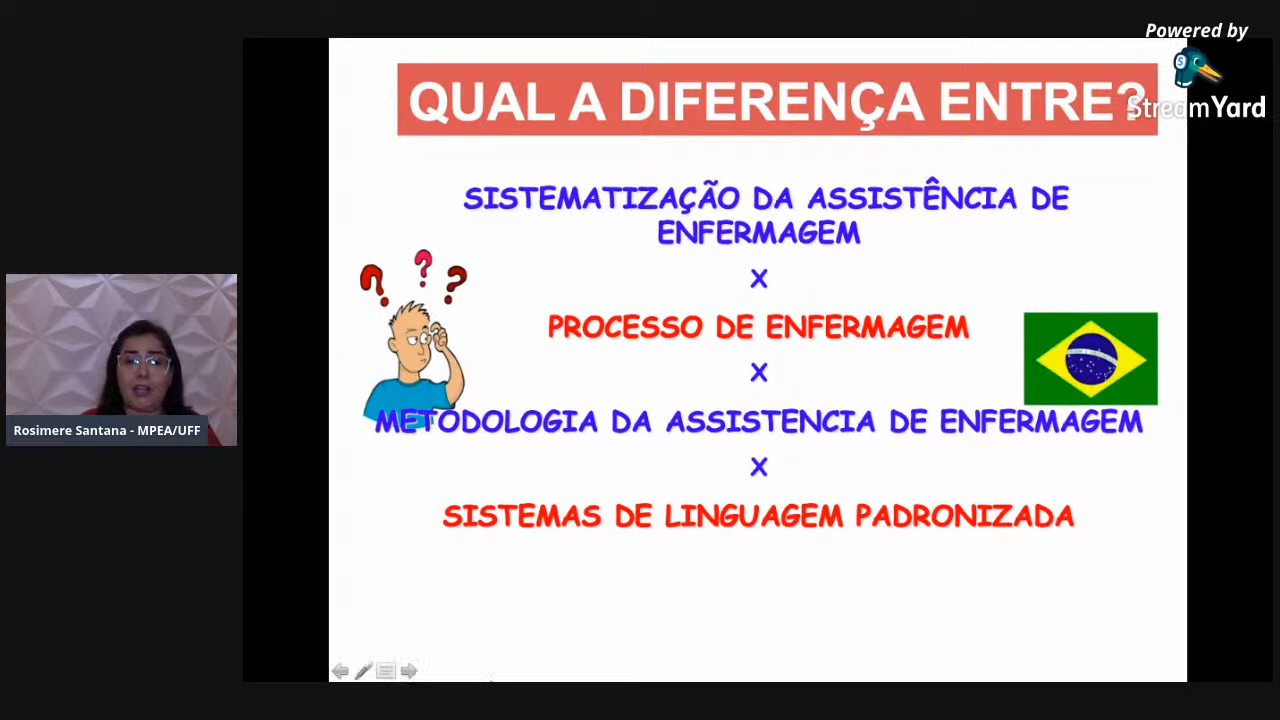 Powered by
StreamYard
QUAL A DIFERENÇA ENTRE?
SISTEMATIZAÇÃO DA ASSISTÊNCIA DE
ENFERMAGEM
X
PROCESSO DE ENFERMAGEM
X
METODOLOGIA DA ASSISTENCIA DE ENFERMAGEM
X
SISTEMAS DE LINGUAGEM PADRONIZADA
Rosimere Santana - MPEA/UFF